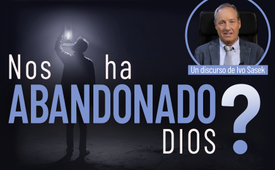 Nos ha
ABANDONADO
DIOS ?
Un discurso de Ivo Sasek